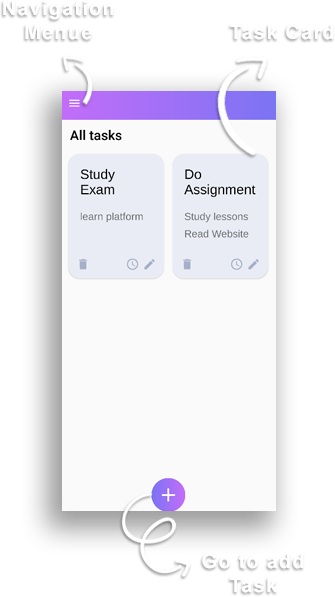 Navigation
Menue
Task Card
All tasks
Study
Exam
learn platform
Do
Assignment
Study lessons
Read Website
Go to add
Task